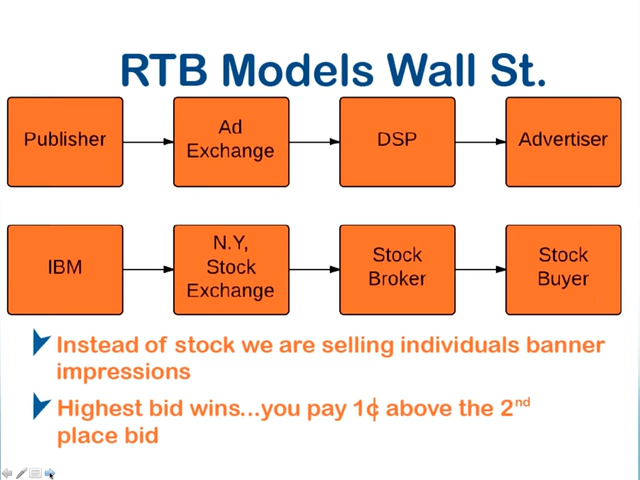 RTB Models Wall St.
Publisher
Ad
Exchange
DSP
Advertiser
IBM
N.Y,
Stock
Exchange
Stock
Broker
Stock
Buyer
Instead of stock we are selling individuals banner
impressions
Highest bid wins...you pay 1¢ above the 2nd
place bid